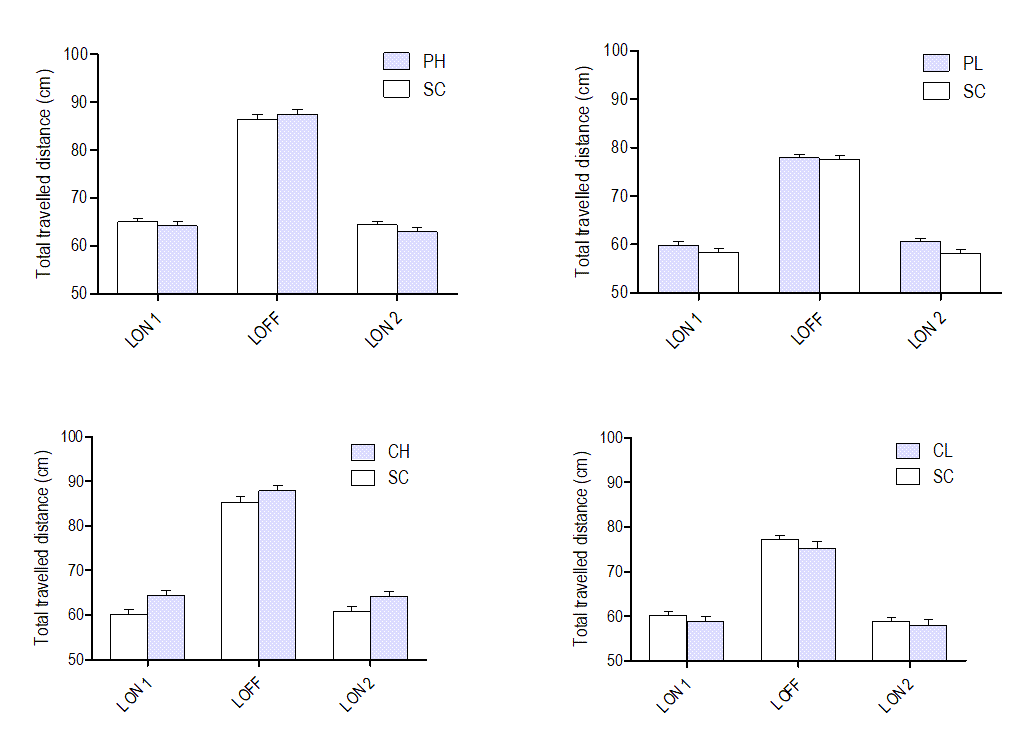 PH
SC
Total travelled distance (cm)
100
90
80
70
60
50
LON 1
LOFF
LON 2
PL
SC
Total travelled distance (cm)
100
90
80
70
60
50
LON 1
LOFF
LON 2
CH
SC
Total travelled distance (cm)
100
90
80
70
60
50
LON 1
LOFF
LON 2
CL
SC
Total travelled distance (cm)
100
90
80
70
60
50
LON 1
LOFF
LON 2